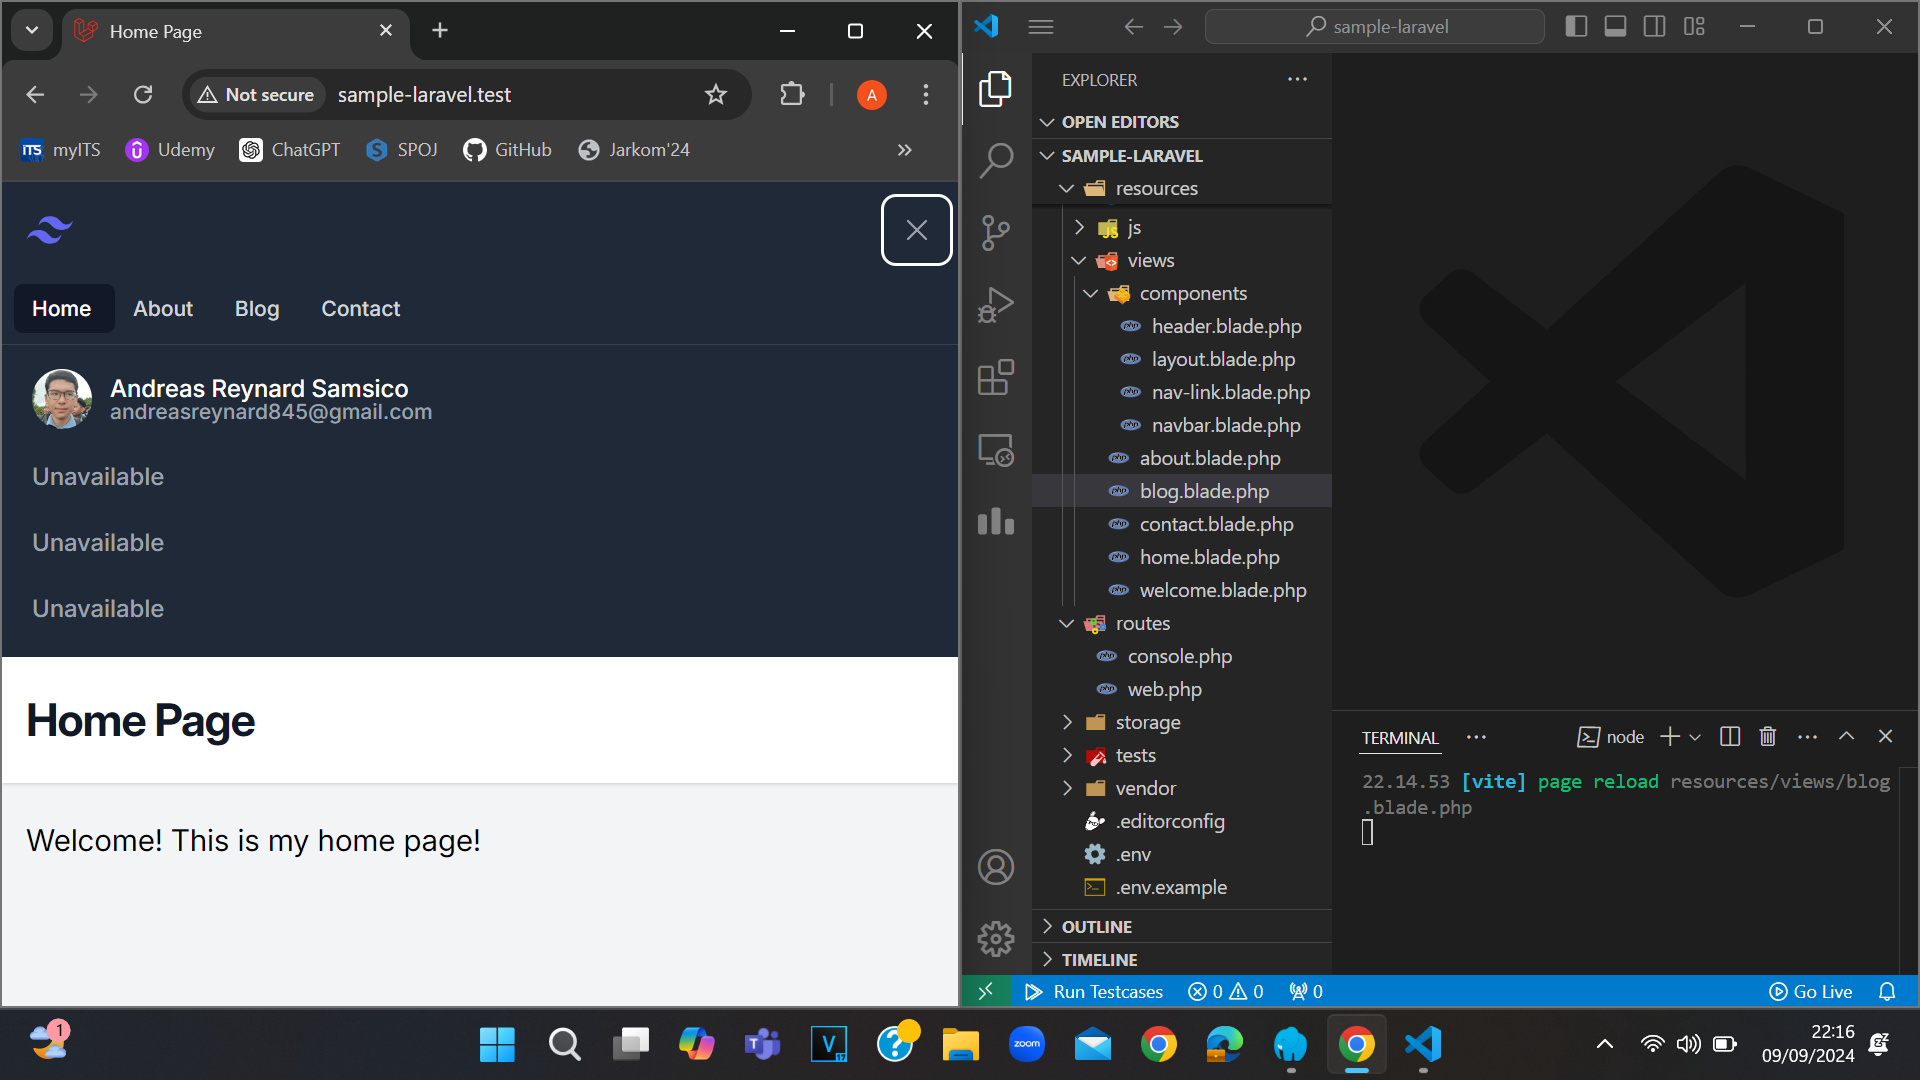 Home Page
Not secure
sample-laravel.test
A
myITS
Udemy
ChatGPT
SPOJ
GitHub
Jarkom'24
Home
About
Blog
Contact
Andreas Reynard Samsico
andreasreynard845@gmail.com
Unavailable
Unavailable
Unavailable
Home Page
Welcome! This is my home page!
sample-laravel
EXPLORER
OPEN EDITORS
SAMPLE-LARAVEL
resources
js
views
components
header.blade.php
layout.blade.php
nav-link.blade.php
navbar.blade.php
about.blade.php
blog.blade.php
contact.blade.php
home.blade.php
welcome.blade.php
routes
console.php
web.php
storage
tests
vendor
.editorconfig
.env
.env.example
OUTLINE
TIMELINE
TERMINAL
node
22.14.53 [vite] page reload resources/views/blog
.blade.php
Run Testcases
0
0
0
Go Live
1
zoom
22:16
09/09/2024